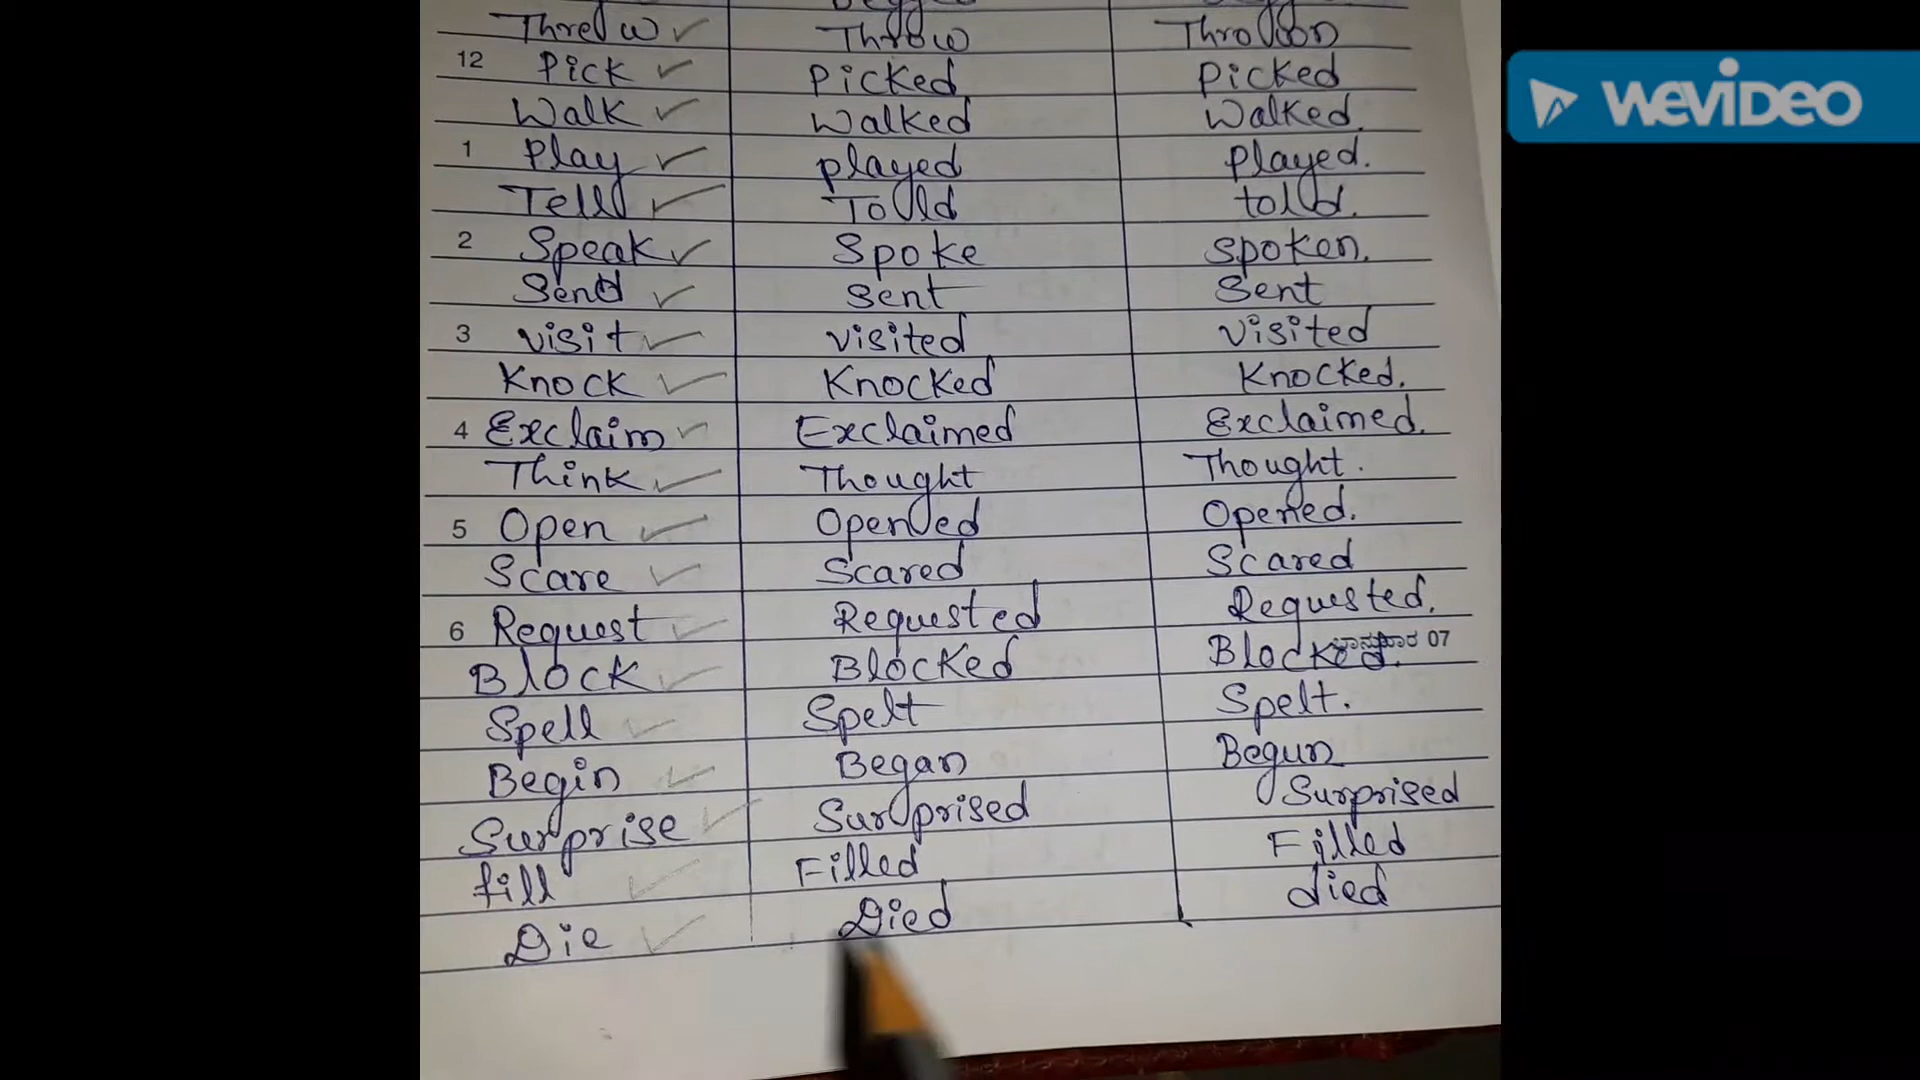 Threw Throw Thrown
12 Pick Picked Picked
Walk Walked Walked.
1 Play played Played.
Tell Told told.
2 Speak Spoke Spoken.
Send Sent Sent
3 visit visited Visited
Knock Knocked Knocked.
4 Exclaim Exclaimed Exclaimed.
Think Thought Thought.
5 Open Opened Opened.
Scare Scared Scared
6 Request Requested Requested.
Block Blocked Blocked. 07
Spell Spelt Spelt.
Begin Began Begun
Surprise Surprised Surprised
fill Filled Filled
Die Died died
WEVIDEO